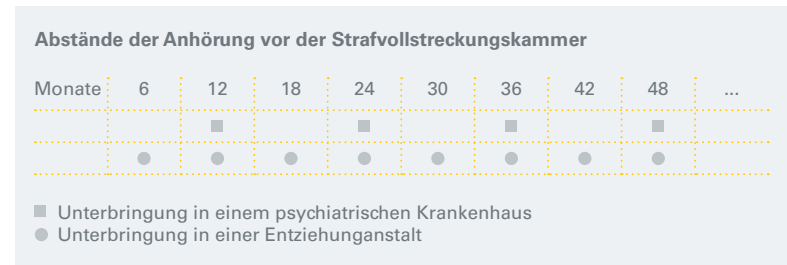 Abstände der Anhörung vor der Strafvollstreckungskammer
Monate 6 12 18 24 30 36 42 48 ...
Unterbringung in einem psychiatrischen Krankenhaus
Unterbringung in einer Entziehunganstalt